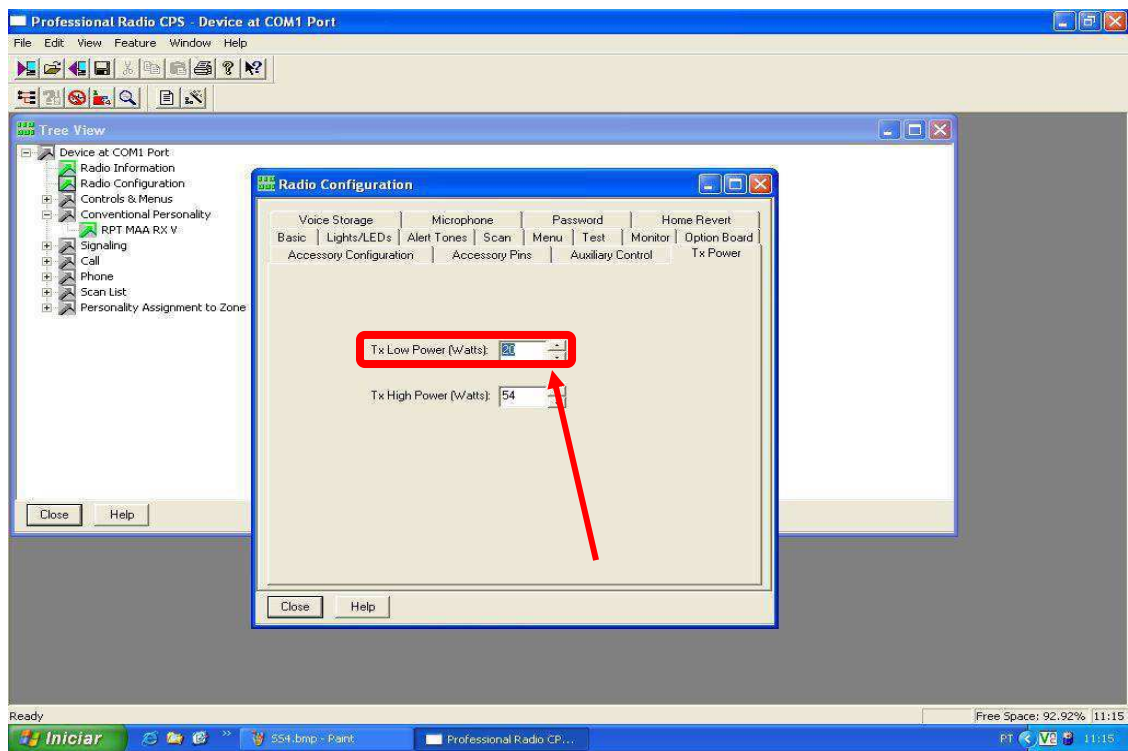 Professional Radio CPS - Device at COM1 Port
File Edit View Feature Window Help
Tree View
Device at COM1 Port
Radio Information
Radio Configuration
Controls & Menus
Conventional Personality
RPT MAA RX V
Signaling
Call
Phone
Scan List
Personality Assignment to Zone
Close Help
Radio Configuration
Voice Storage Microphone Password Home Revert
Basic Lights/LEDs Alert Tones Scan Menu Test Monitor Option Board
Accessory Configuration Accessory Pins Auxiliary Control Tx Power
Tx Low Power (Watts): 20
Tx High Power (Watts): 54
Close Help
Ready Free Space: 92.92% 11:15
Iniciar 554.bmp - Paint Professional Radio CP... PT 11:15